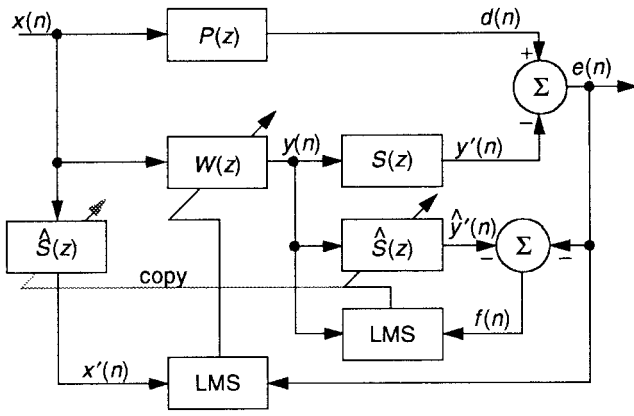 x(n)
P(z)
d(n)
+
Σ
e(n)
−
W(z)
y(n)
S(z)
y'(n)
Ŝ(z)
Ŝ(z)
ŷ'(n)
−
Σ
−
copy
LMS
f(n)
x'(n)
LMS